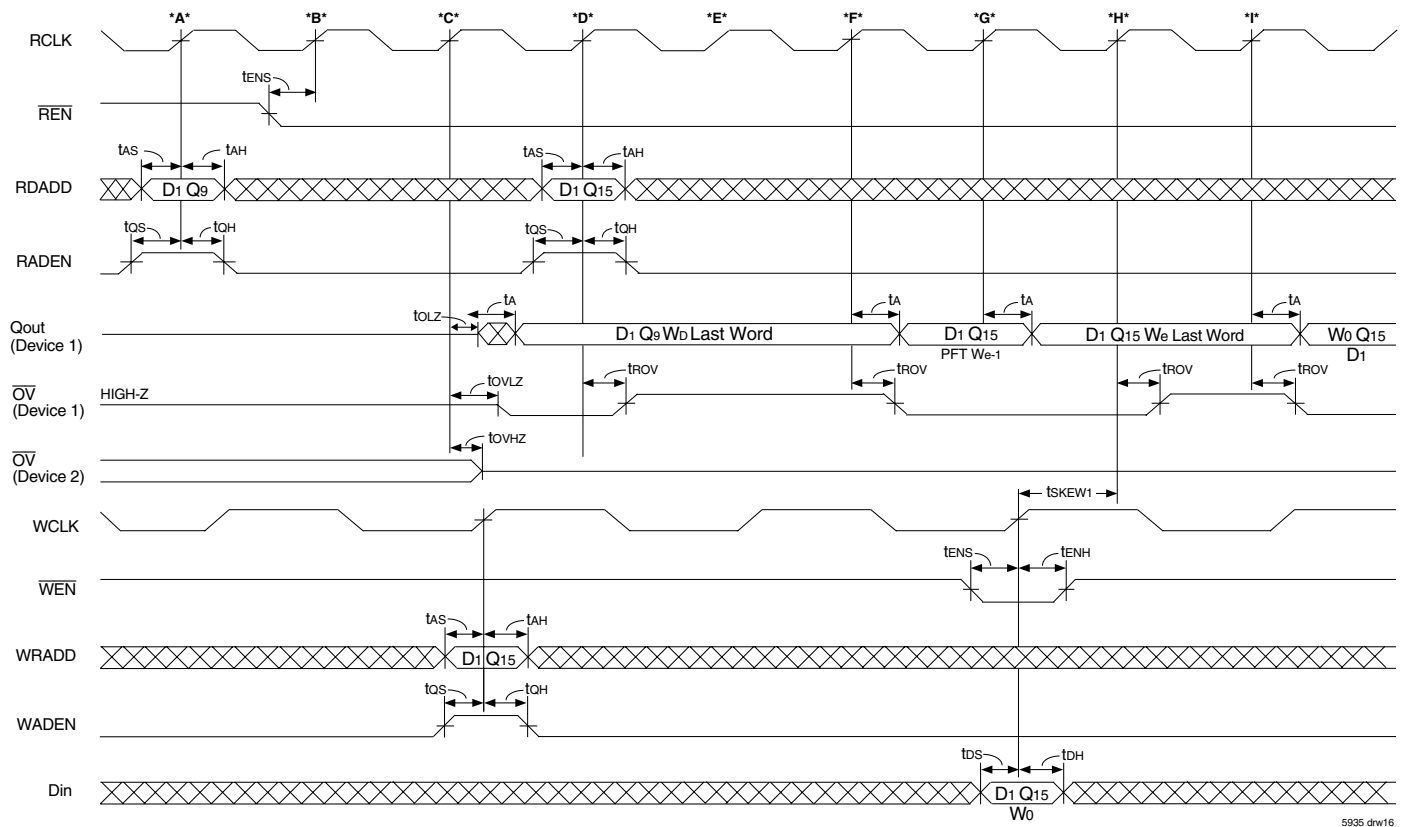 *A* *B* *C* *D* *E* *F* *G* *H* *I*
RCLK
tENS
REN
tAS tAH tAS tAH
RDADD D1 Q9 D1 Q15
tQS tQH tQS tQH
RADEN
tOLZ tA tA tA tA
Qout
(Device 1)
D1 Q9 WD Last Word D1 Q15 D1 Q15 We Last Word W0 Q15
PFT We-1 D1
tOVLZ tROV tROV tROV tROV
OV
(Device 1)
HIGH-Z
tOVHZ
OV
(Device 2)
tSKEW1
WCLK
tENS tENH
WEN
tAS tAH
WRADD D1 Q15
tQS tQH
WADEN
tDS tDH
Din D1 Q15
W0
5935 drw16